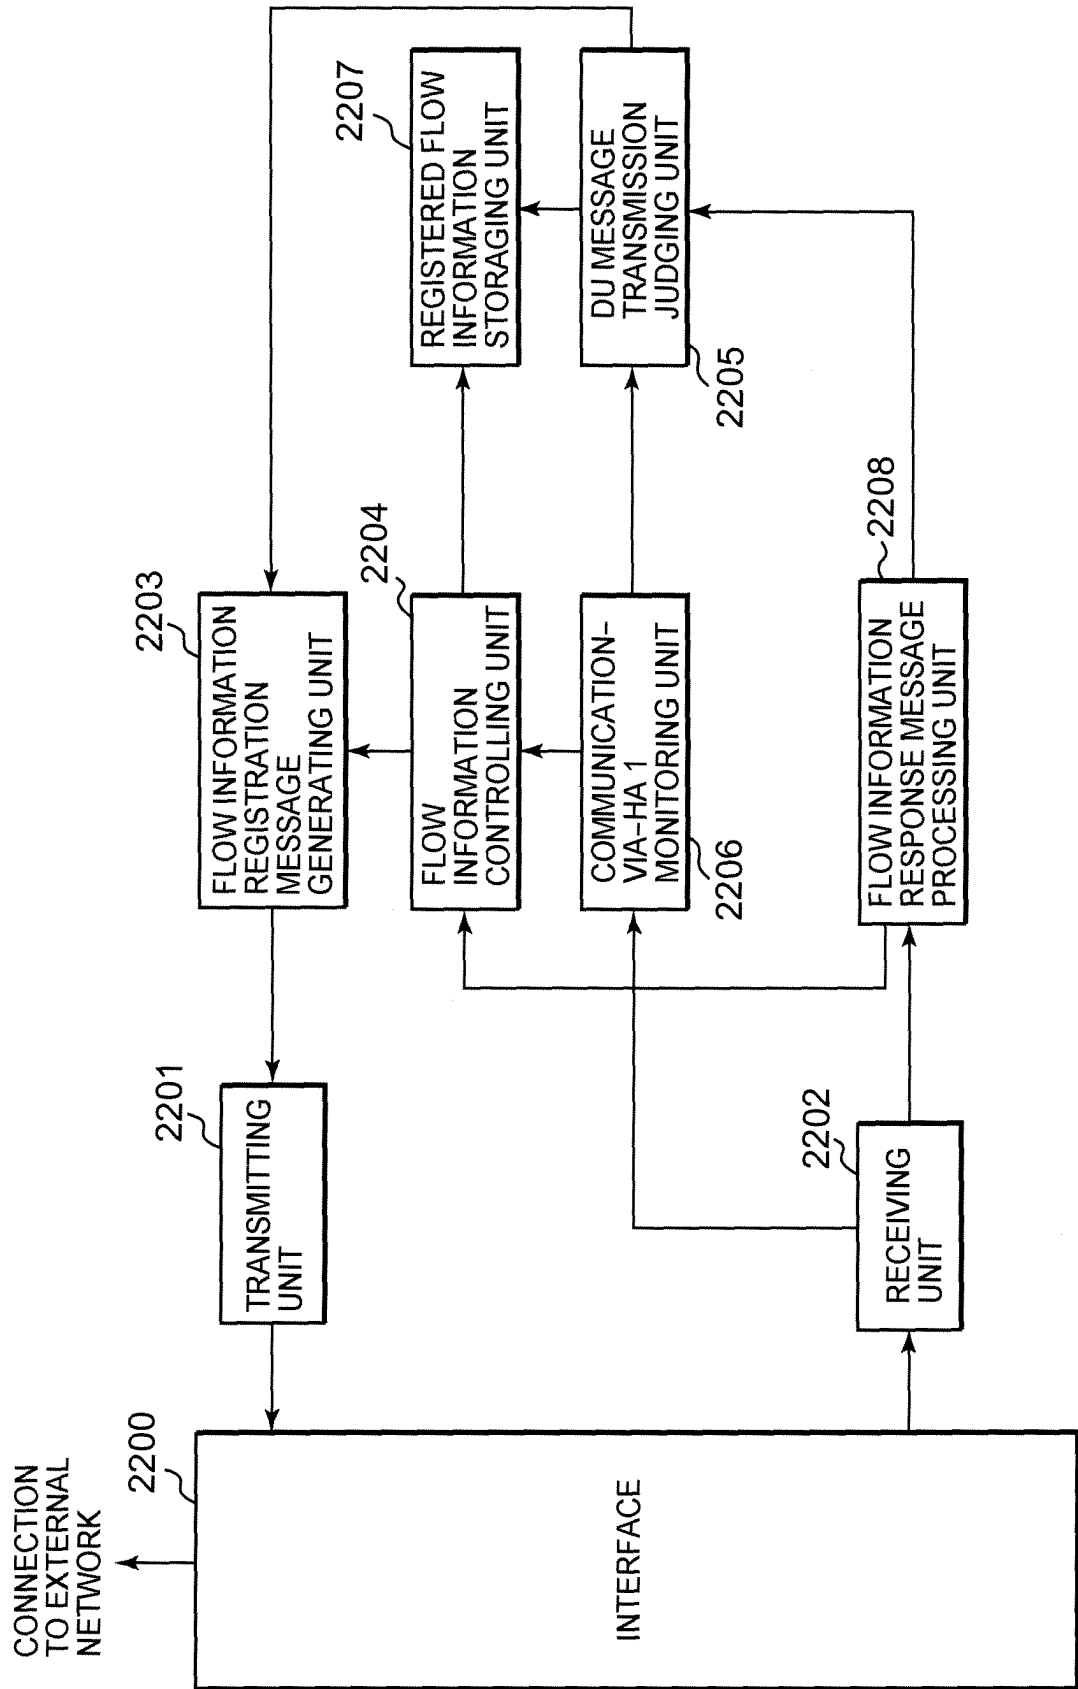 CONNECTION
TO EXTERNAL
NETWORK
2200
INTERFACE
2201
TRANSMITTING
UNIT
2202
RECEIVING
UNIT
2203
FLOW INFORMATION
REGISTRATION
MESSAGE
GENERATING UNIT
2204
FLOW
INFORMATION
CONTROLLING UNIT
COMMUNICATION-
VIA-HA 1
MONITORING UNIT
2206
2208
FLOW INFORMATION
RESPONSE MESSAGE
PROCESSING UNIT
2207
REGISTERED FLOW
INFORMATION
STORAGING UNIT
DU MESSAGE
TRANSMISSION
JUDGING UNIT
2205